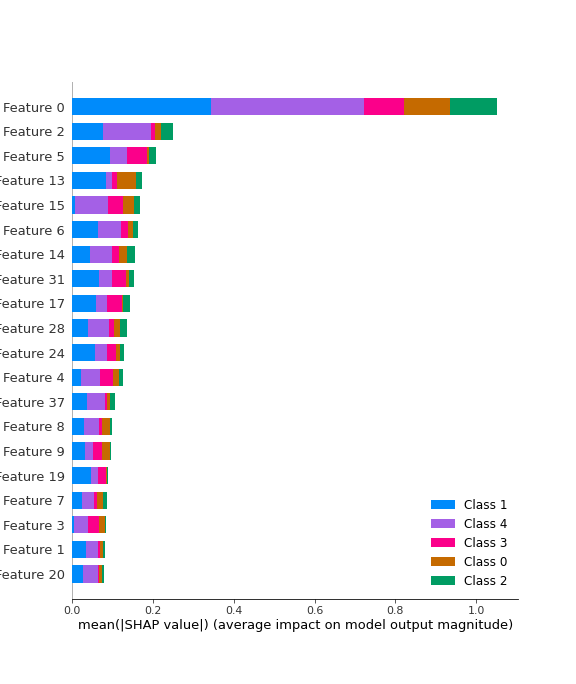 Feature 0
Feature 2
Feature 5
Feature 13
Feature 15
Feature 6
Feature 14
Feature 31
Feature 17
Feature 28
Feature 24
Feature 4
Feature 37
Feature 8
Feature 9
Feature 19
Feature 7
Feature 3
Feature 1
Feature 20
Class 1
Class 4
Class 3
Class 0
Class 2
0.0 0.2 0.4 0.6 0.8 1.0
mean(|SHAP value|) (average impact on model output magnitude)